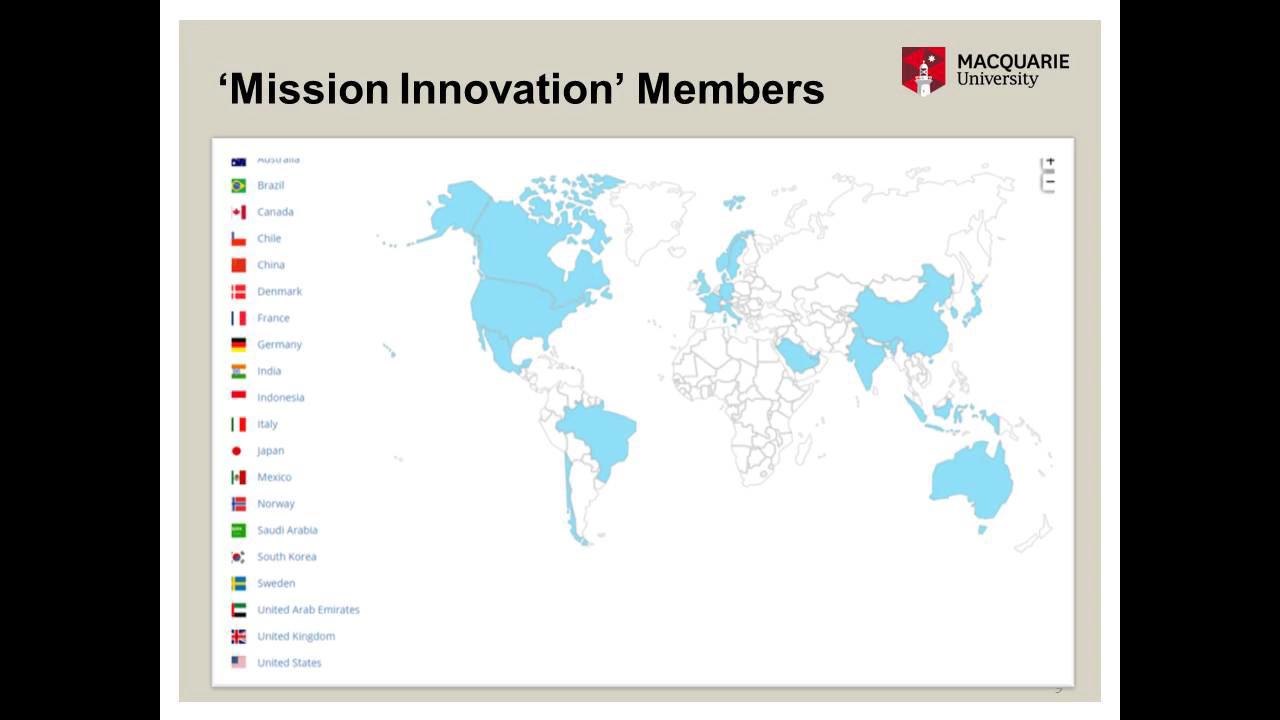 ‘Mission Innovation’ Members
MACQUARIE
University
Australia
Brazil
Canada
Chile
China
Denmark
France
Germany
India
Indonesia
Italy
Japan
Mexico
Norway
Saudi Arabia
South Korea
Sweden
United Arab Emirates
United Kingdom
United States
+
−